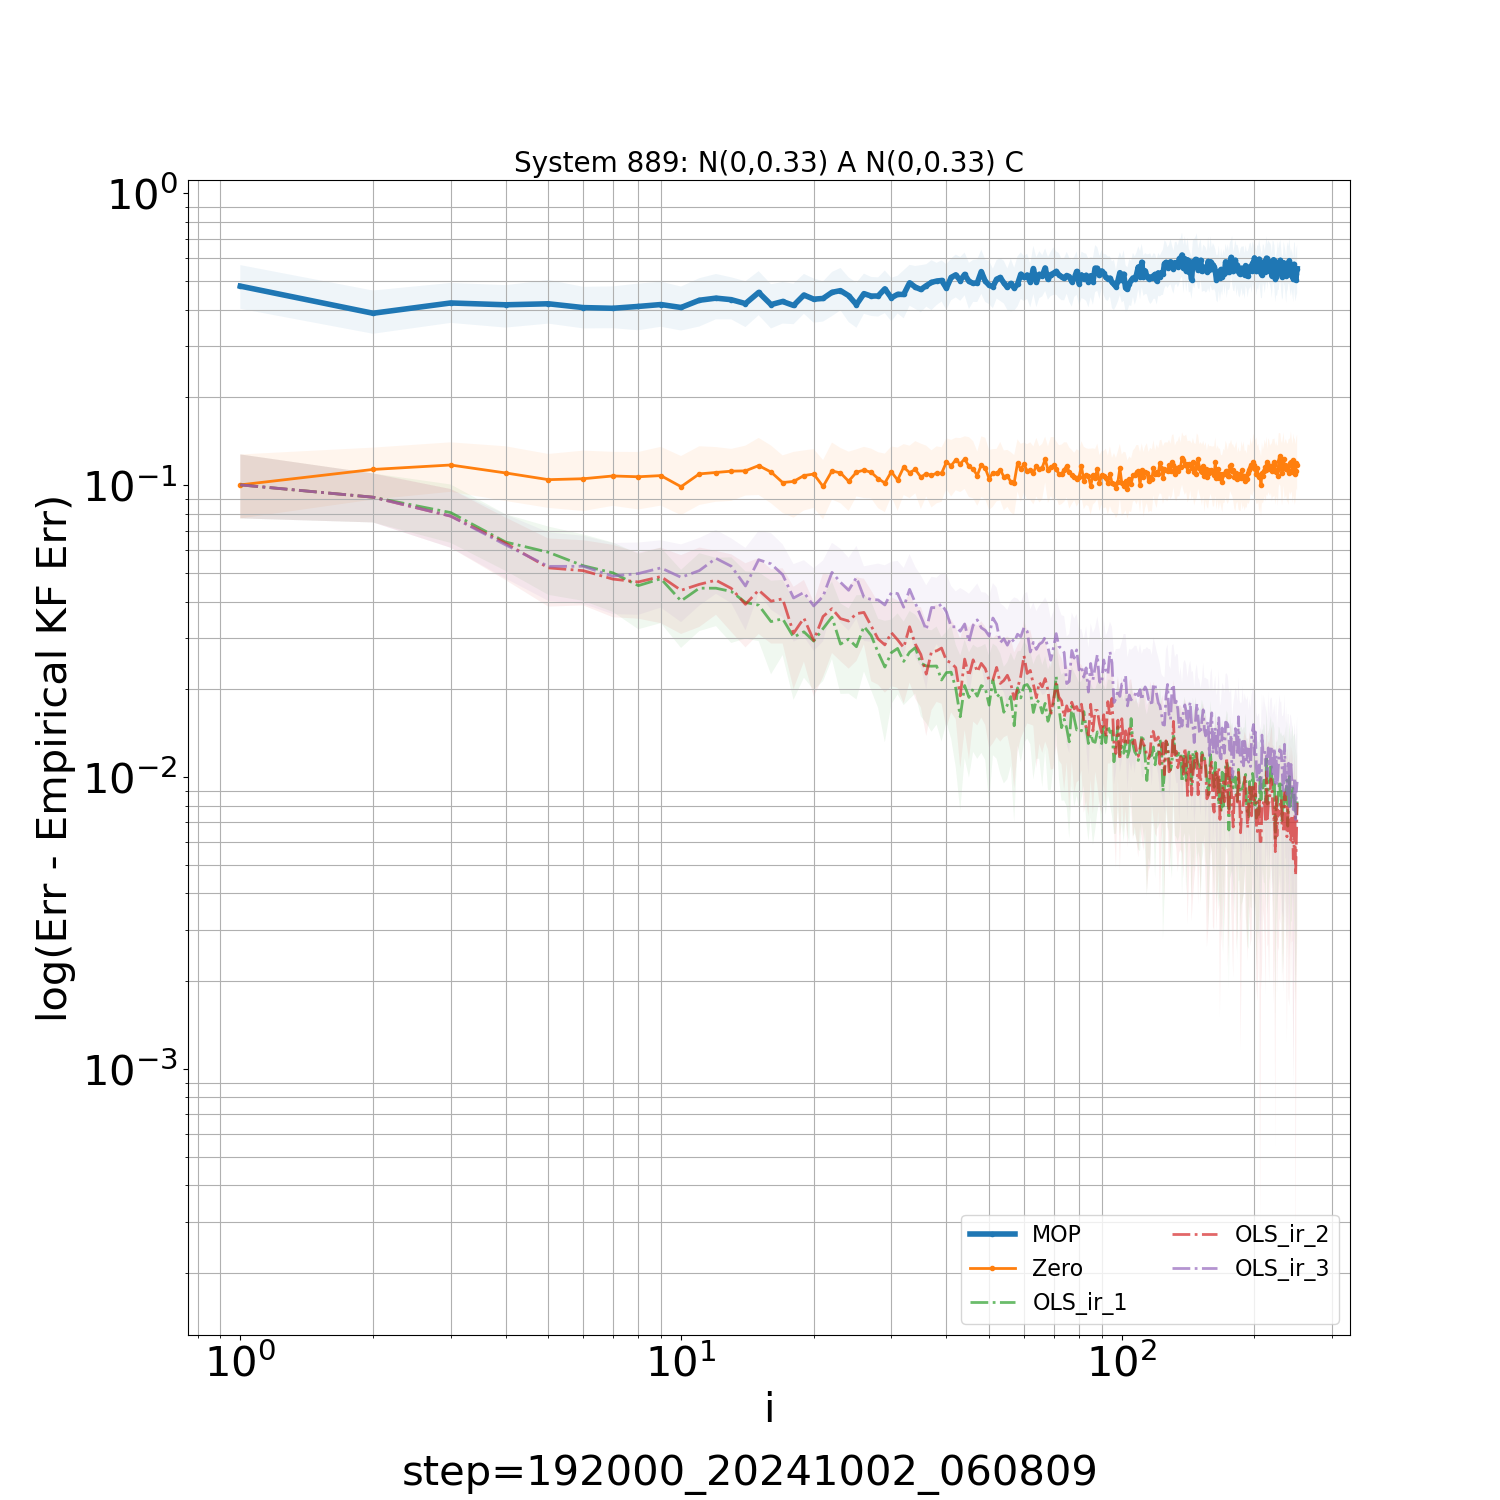 System 889: N(0,0.33) A N(0,0.33) C
log(Err - Empirical KF Err)
10^0
10^-1
10^-2
10^-3
MOP
Zero
OLS_ir_1
OLS_ir_2
OLS_ir_3
10^0 10^1 10^2
i
step=192000_20241002_060809